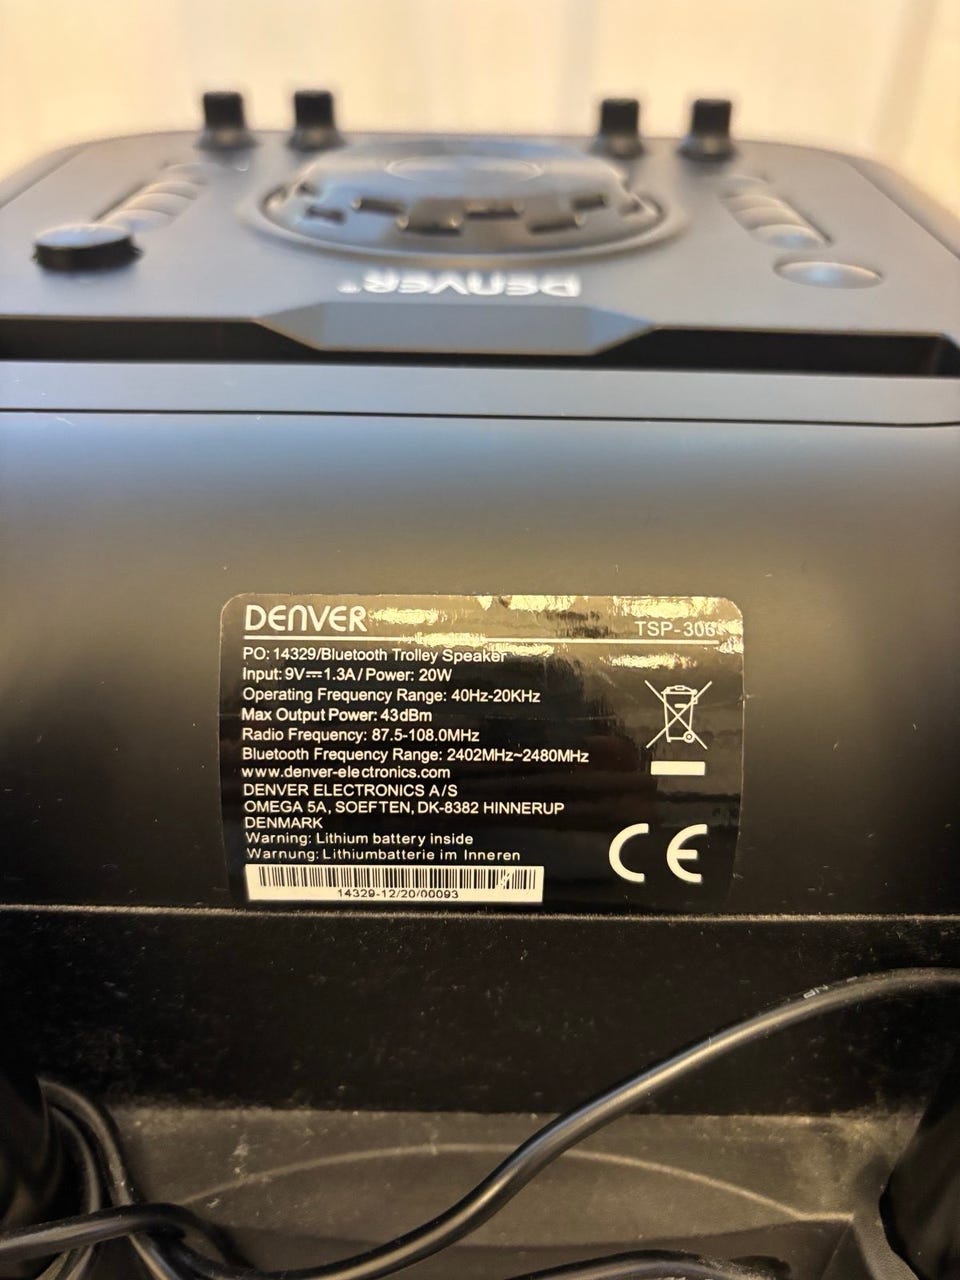 DENVER™
DENVER
TSP-306
PO: 14329/Bluetooth Trolley Speaker
Input: 9V⎓1.3A / Power: 20W
Operating Frequency Range: 40Hz-20KHz
Max Output Power: 43dBm
Radio Frequency: 87.5-108.0MHz
Bluetooth Frequency Range: 2402MHz~2480MHz
www.denver-electronics.com
DENVER ELECTRONICS A/S
OMEGA 5A, SOEFTEN, DK-8382 HINNERUP
DENMARK
Warning: Lithium battery inside
Warnung: Lithiumbatterie im Inneren
14329-12/20/00093
CE